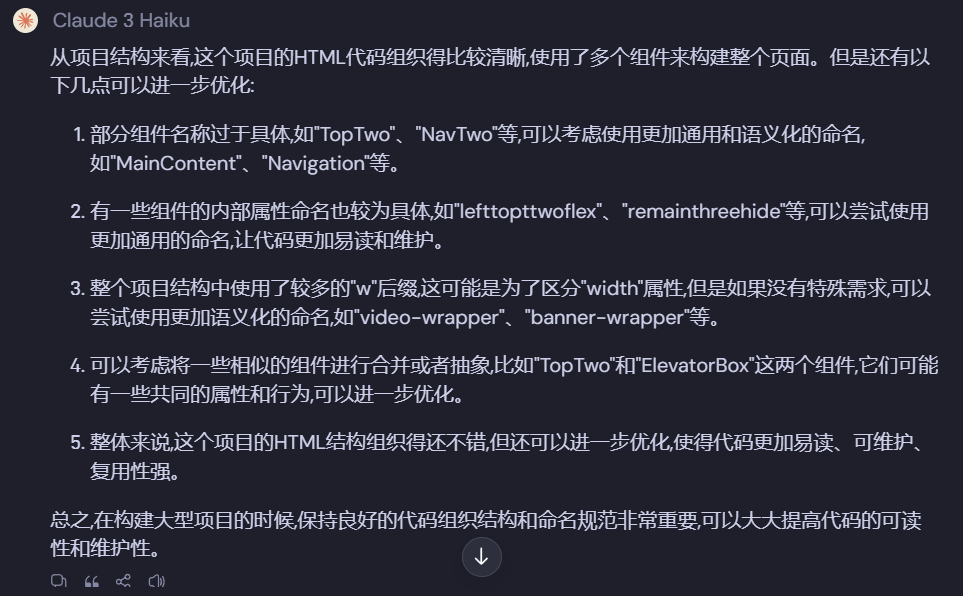 Claude 3 Haiku
从项目结构来看,这个项目的HTML代码组织得比较清晰,使用了多个组件来构建整个页面。但是还有以
下几点可以进一步优化:
1. 部分组件名称过于具体,如"TopTwo"、"NavTwo"等,可以考虑使用更加通用和语义化的命名,
如"MainContent"、"Navigation"等。
2. 有一些组件的内部属性命名也较为具体,如"lefttopttwoflex"、"remainthreehide"等,可以尝试使用
更加通用的命名,让代码更加易读和维护。
3. 整个项目结构中使用了较多的"w"后缀,这可能是为了区分"width"属性,但是如果没有特殊需求,可以
尝试使用更加语义化的命名,如"video-wrapper"、"banner-wrapper"等。
4. 可以考虑将一些相似的组件进行合并或者抽象,比如"TopTwo"和"ElevatorBox"这两个组件,它们可能
有一些共同的属性和行为,可以进一步优化。
5. 整体来说,这个项目的HTML结构组织得还不错,但还可以进一步优化,使得代码更加易读、可维护、
复用性强。
总之,在构建大型项目的时候,保持良好的代码组织结构和命名规范非常重要,可以大大提高代码的可读
性和维护性。